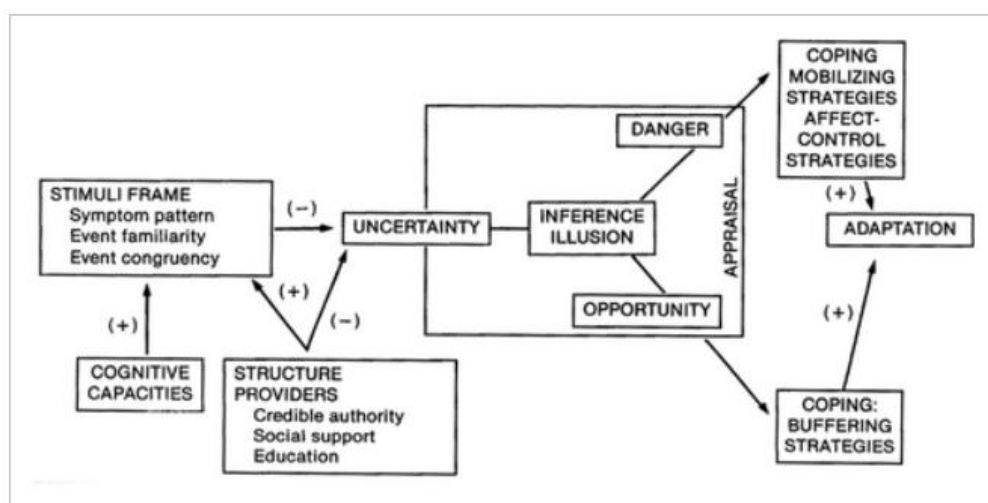 STIMULI FRAME
Symptom pattern
Event familiarity
Event congruency
(-)
(+)
COGNITIVE
CAPACITIES
(+)
(-)
STRUCTURE
PROVIDERS
Credible authority
Social support
Education
UNCERTAINTY
INFERENCE
ILLUSION
DANGER
OPPORTUNITY
APPRAISAL
COPING
MOBILIZING
STRATEGIES
AFFECT-
CONTROL
STRATEGIES
(+)
ADAPTATION
(+)
COPING:
BUFFERING
STRATEGIES